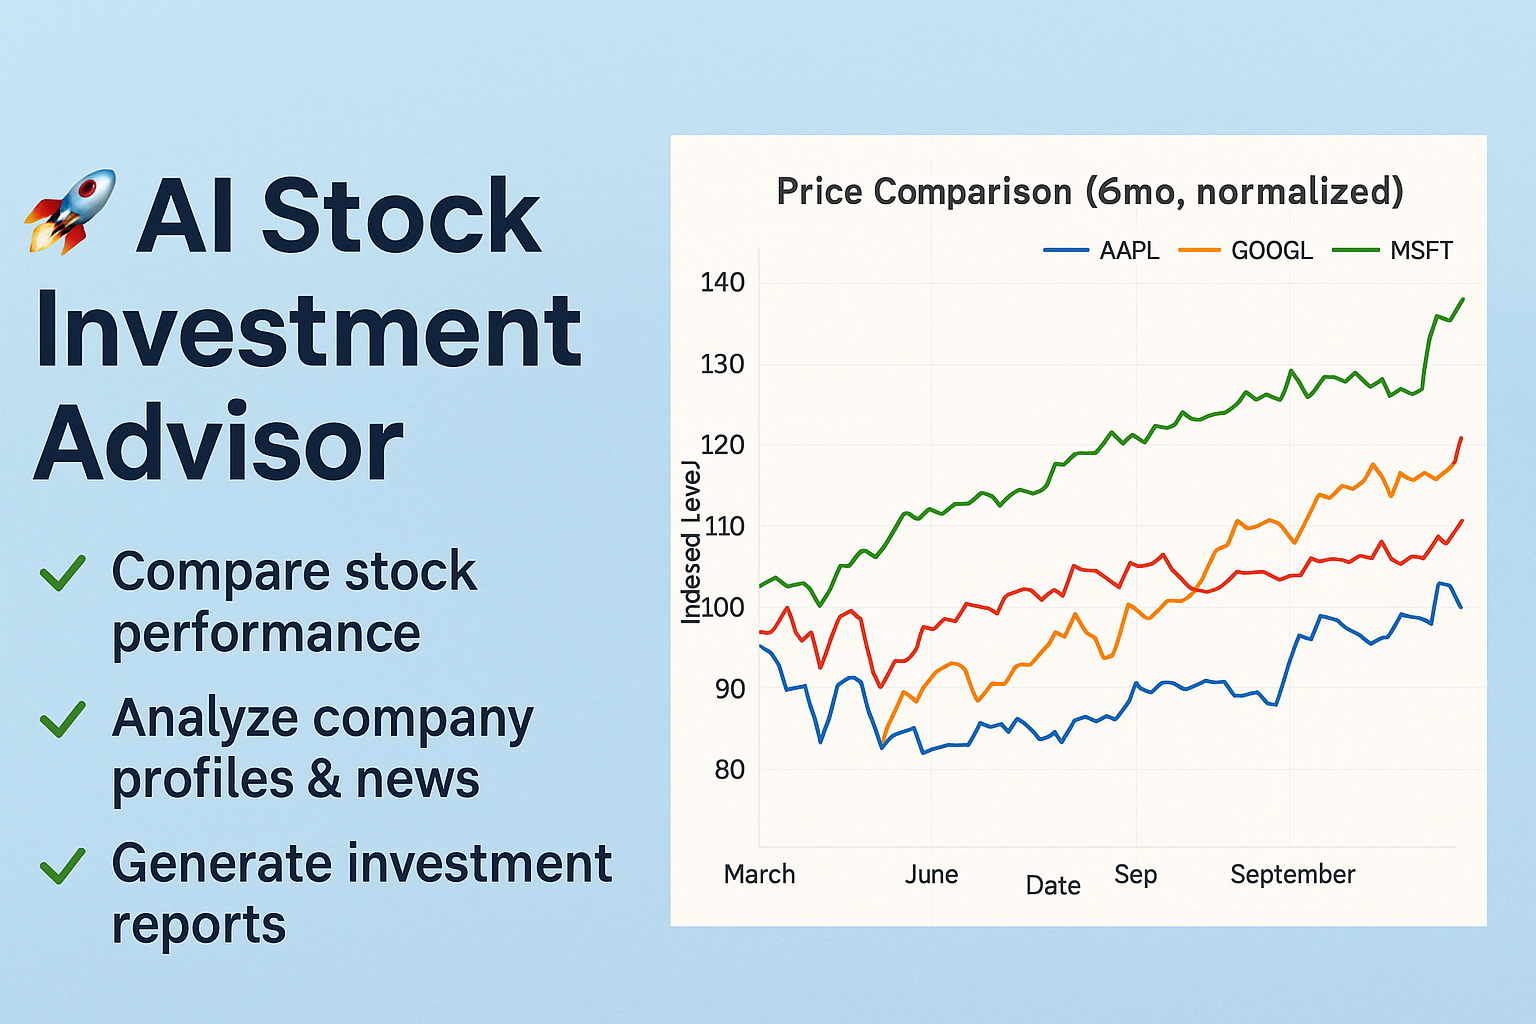 🚀 AI Stock
Investment
Advisor
Compare stock
performance
Analyze company
profiles & news
Generate investment
reports
Price Comparison (6mo, normalized)
AAPL GOOGL MSFT
140
130
120
110
100
90
80
Indesed Level
March June Sep September
Date